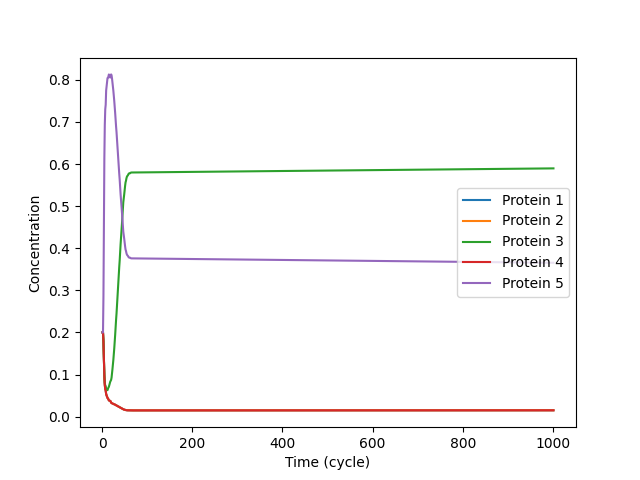 0.8
0.7
0.6
0.5
0.4
0.3
0.2
0.1
0.0
Concentration
Protein 1
Protein 2
Protein 3
Protein 4
Protein 5
0 200 400 600 800 1000
Time (cycle)